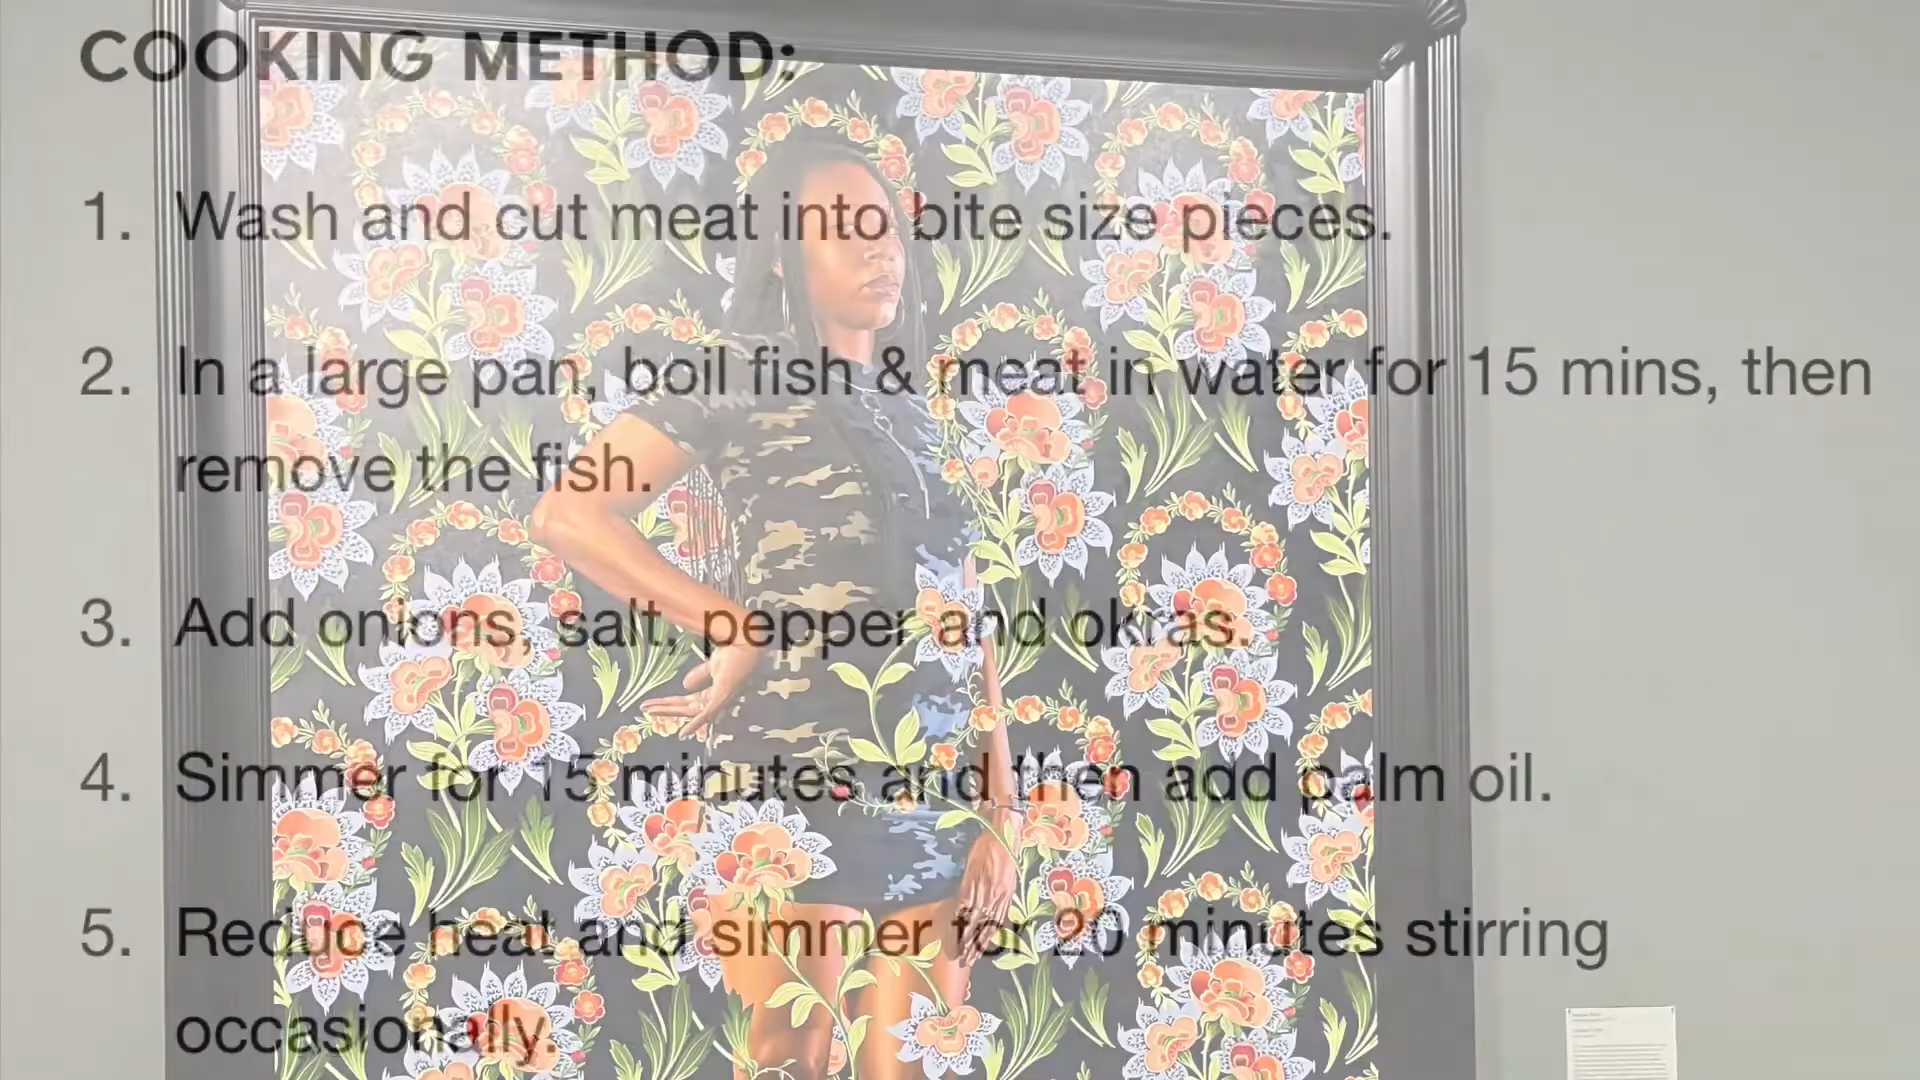 COOKING METHOD:
1. Wash and cut meat into bite size pieces.
2. In a large pan, boil fish & meat in water for 15 mins, then
remove the fish.
3. Add onions, salt, pepper and okras.
4. Simmer for 15 minutes and then add palm oil.
5. Reduce heat and simmer for 20 minutes stirring
occasionally.